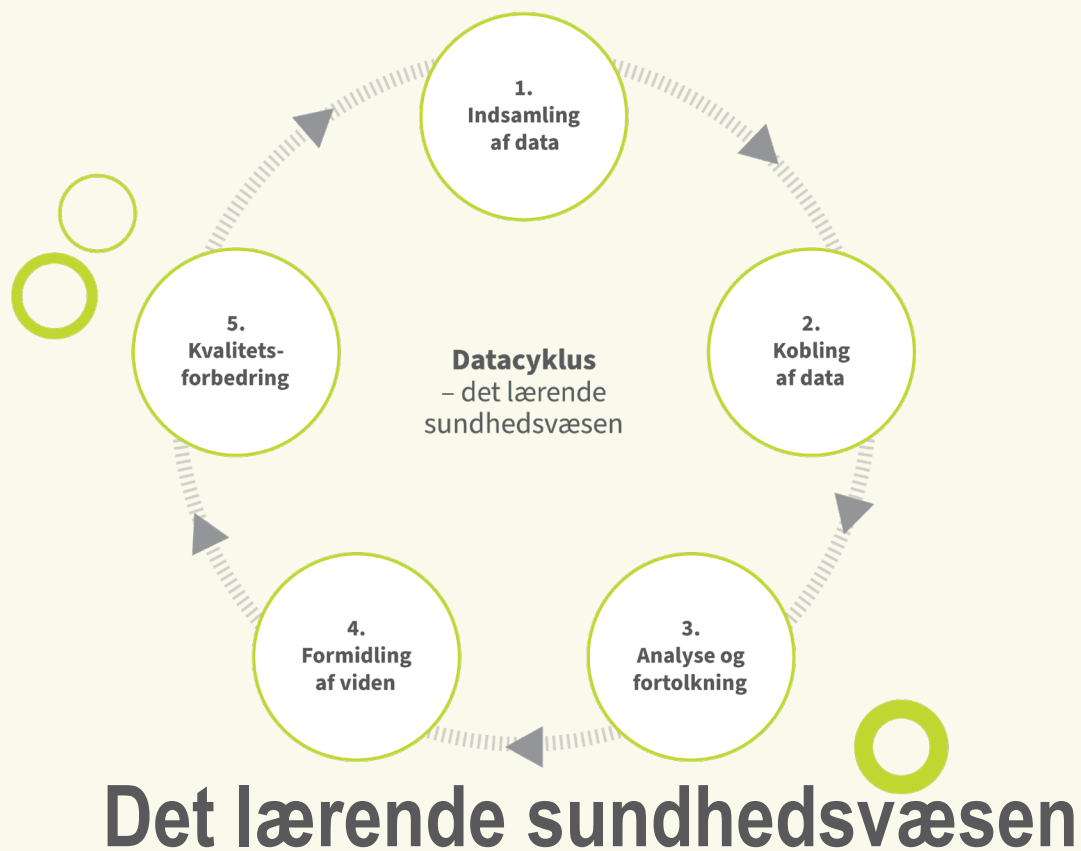 1.
Indsamling
af data
2.
Kobling
af data
3.
Analyse og
fortolkning
4.
Formidling
af viden
5.
Kvalitets-
forbedring
Datacyklus
– det lærende
sundhedsvæsen
Det lærende sundhedsvæsen